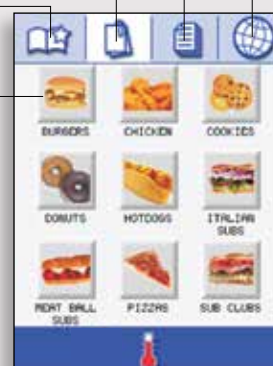 BURGERS CHICKEN COOKIES
DONUTS HOTDOGS ITALIAN
SUBS
MEAT BALL PIZZAS SUB CLUBS
SUBS